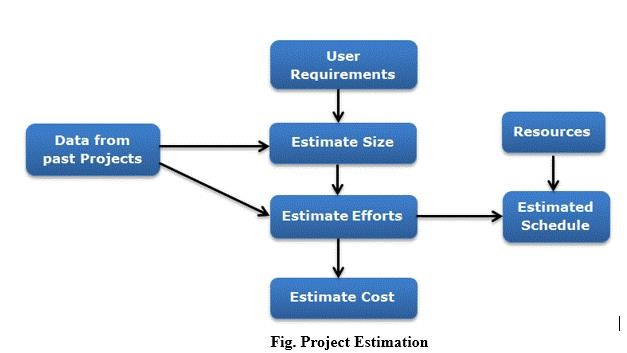 User
Requirements
Data from
past Projects
Estimate Size
Resources
Estimate Efforts
Estimated
Schedule
Estimate Cost
Fig. Project Estimation